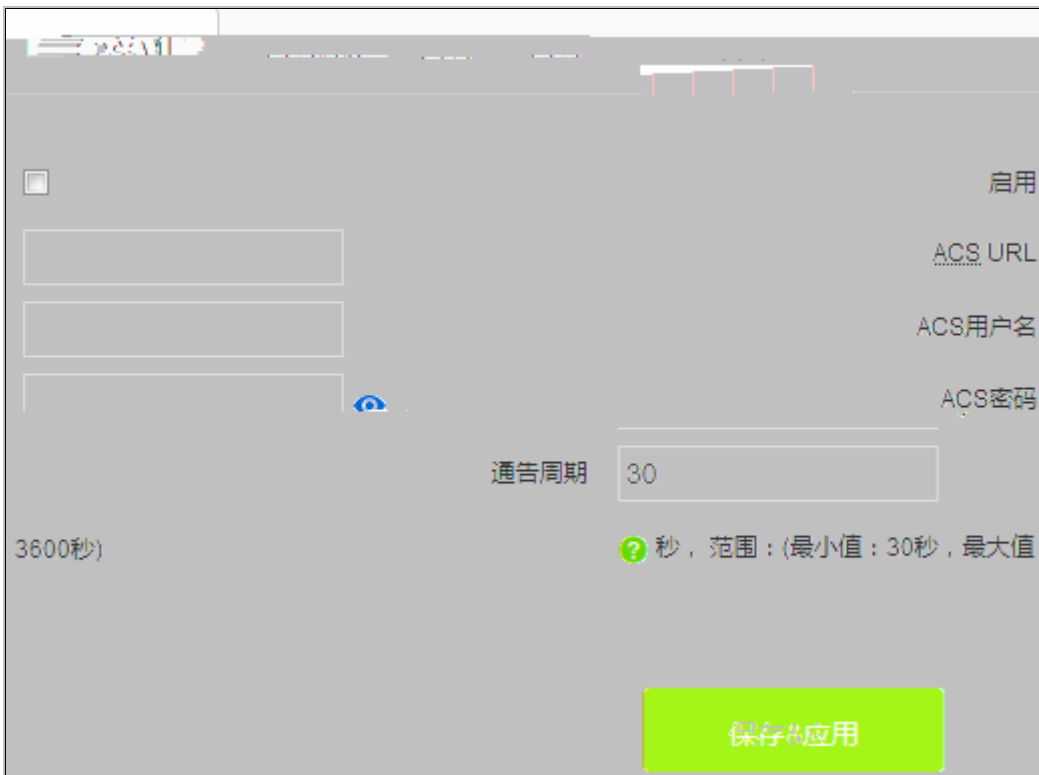 启用
ACS URL
ACS用户名
ACS密码
通告周期 30
秒，范围：(最小值：30秒，最大值
3600秒)
保存&应用